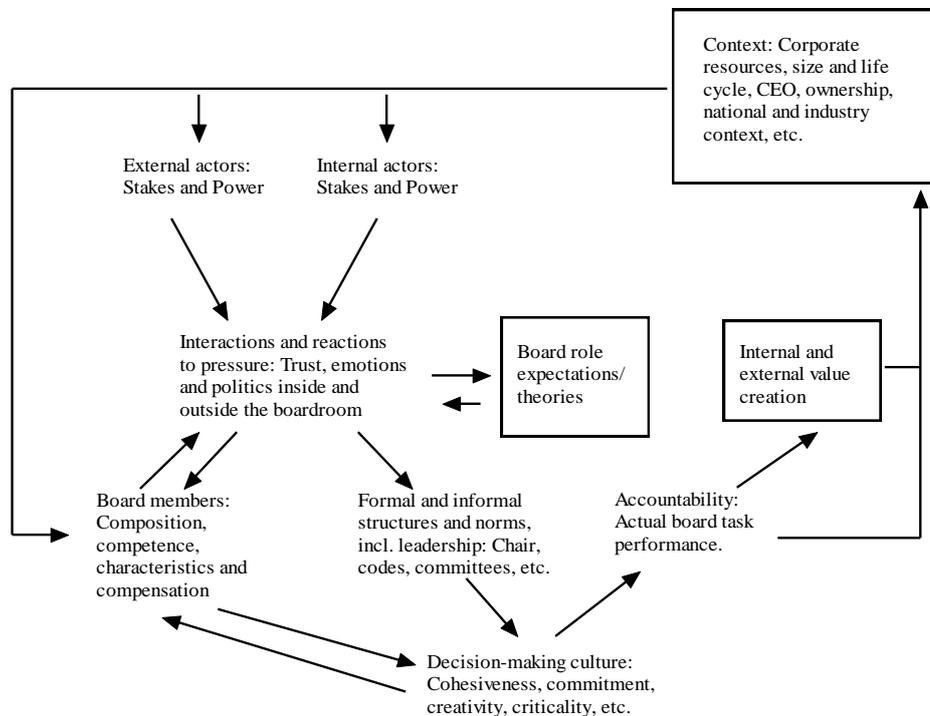 Context: Corporate
resources, size and life
cycle, CEO, ownership,
national and industry
context, etc.
External actors:
Stakes and Power
Internal actors:
Stakes and Power
Interactions and reactions
to pressure: Trust, emotions
and politics inside and
outside the boardroom
Board role
expectations/
theories
Internal and
external value
creation
Board members:
Composition,
competence,
characteristics and
compensation
Formal and informal
structures and norms,
incl. leadership: Chair,
codes, committees, etc.
Accountability:
Actual board task
performance.
Decision-making culture:
Cohesiveness, commitment,
creativity, criticality, etc.